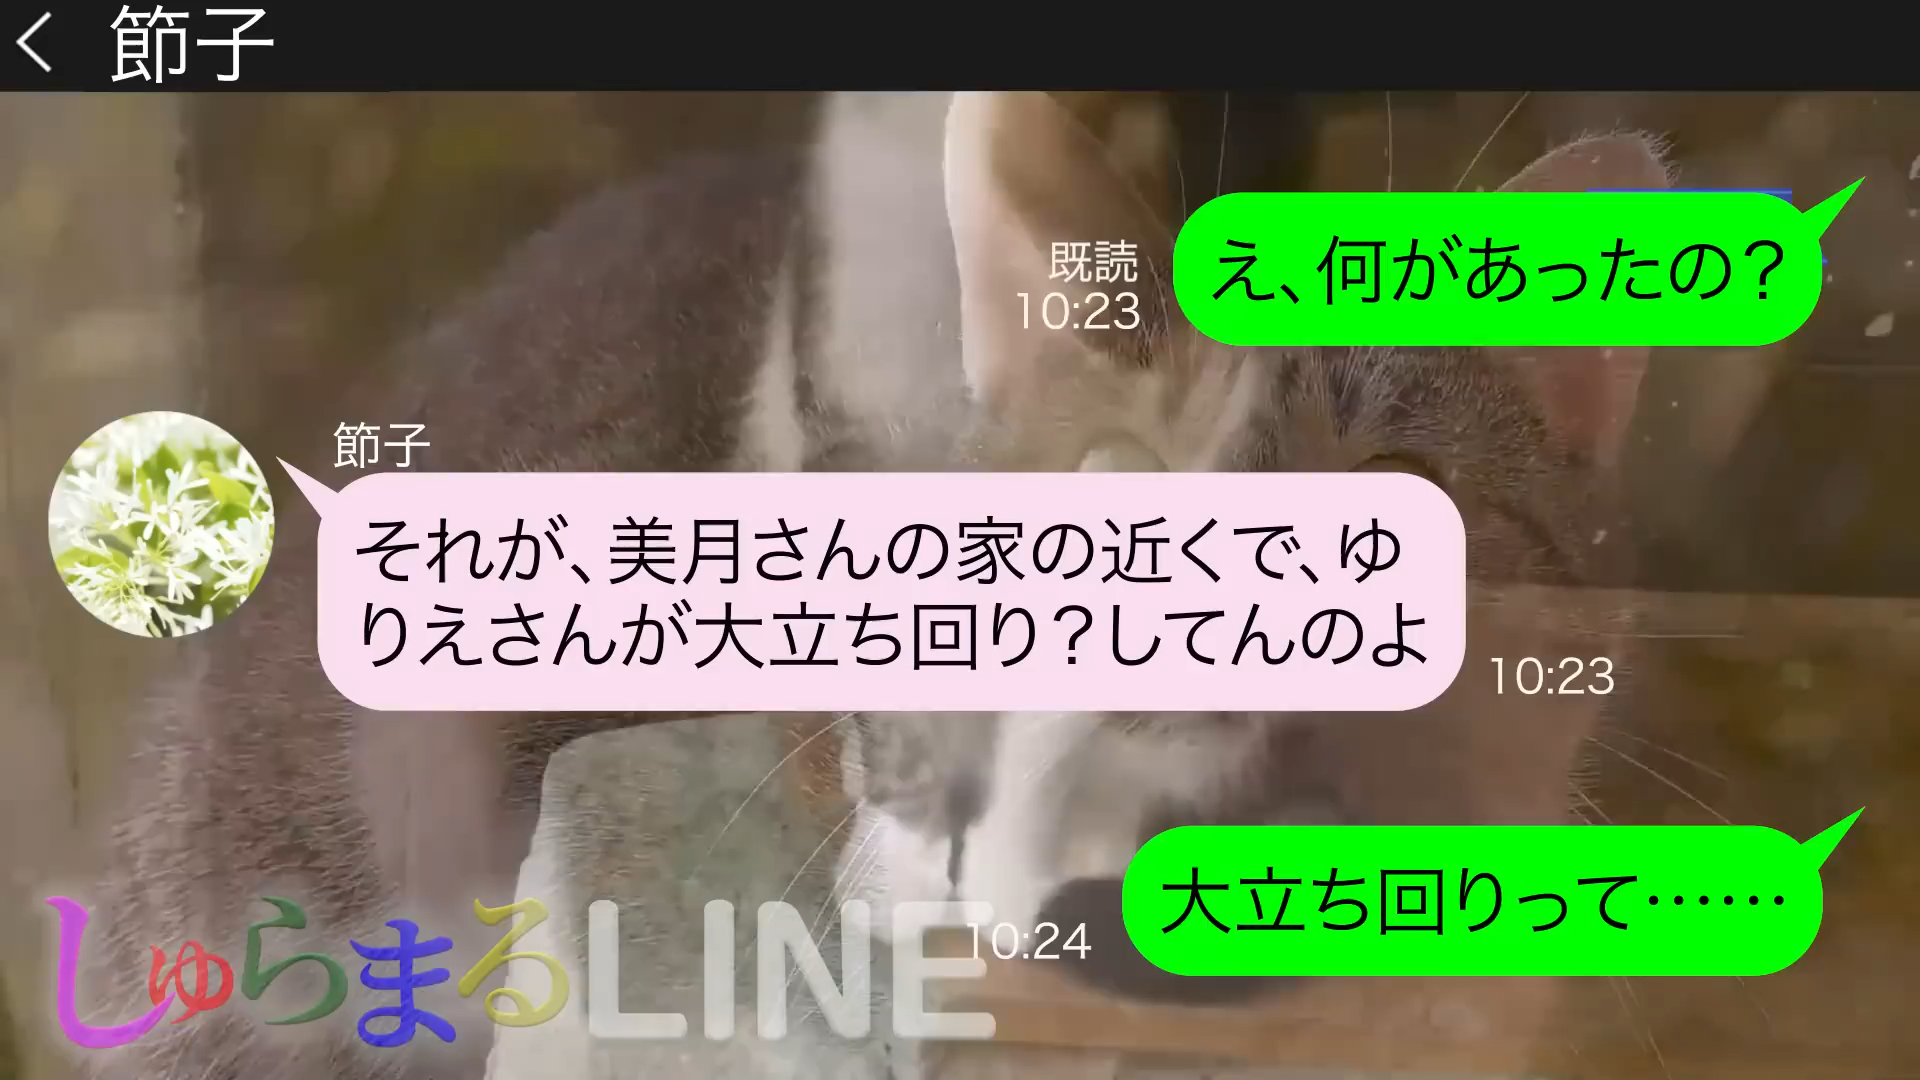 節子
え、何があったの？
既読
10:23
節子
それが、美月さんの家の近くで、ゆ
りえさんが大立ち回り？してんのよ
10:23
大立ち回りって……
10:24
しゅらまるLINE